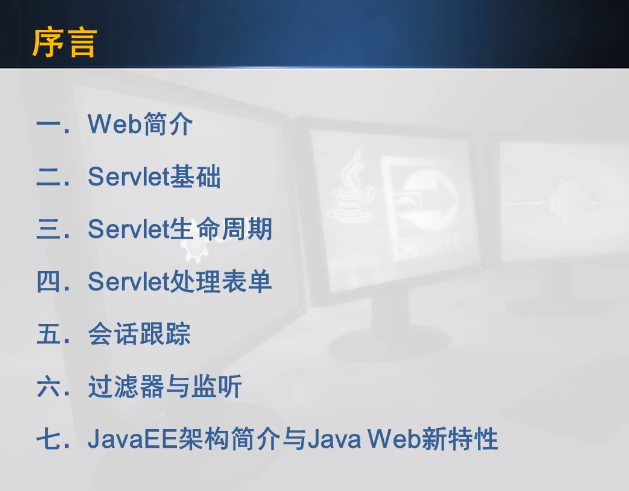 序言
一．Web简介
二．Servlet基础
三．Servlet生命周期
四．Servlet处理表单
五．会话跟踪
六．过滤器与监听
七．JavaEE架构简介与Java Web新特性